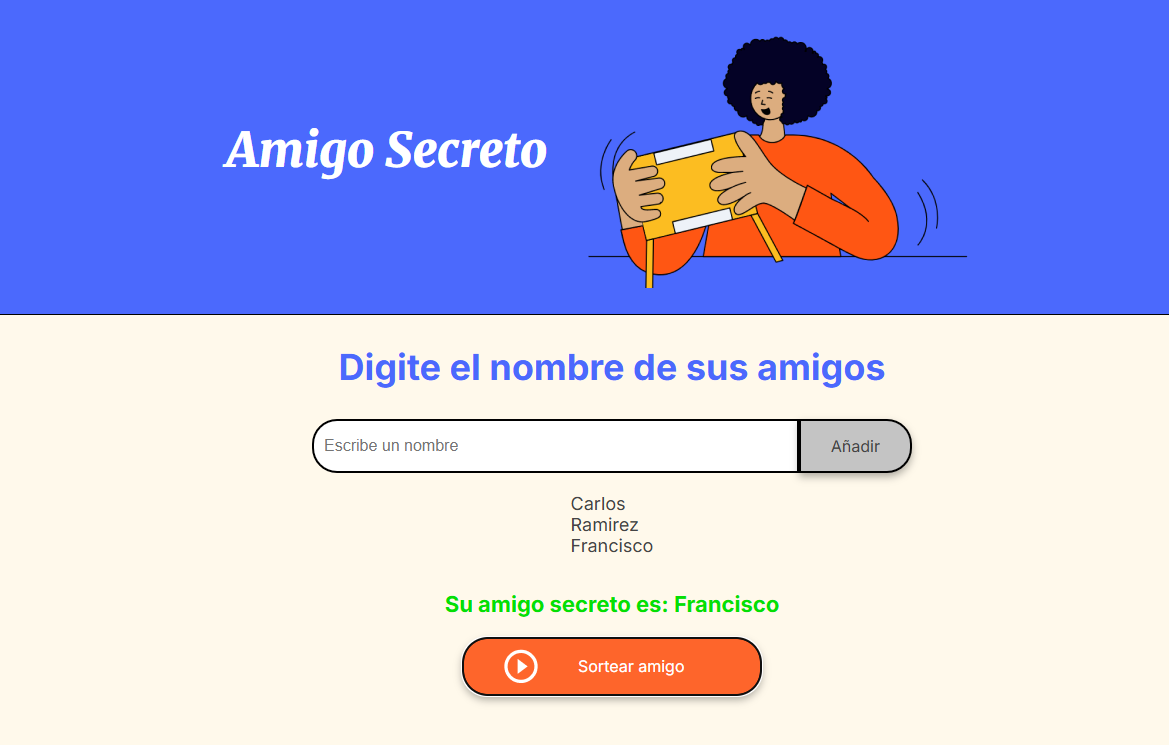 Amigo Secreto
Digite el nombre de sus amigos
Escribe un nombre
Añadir
Carlos
Ramirez
Francisco
Su amigo secreto es: Francisco
Sortear amigo